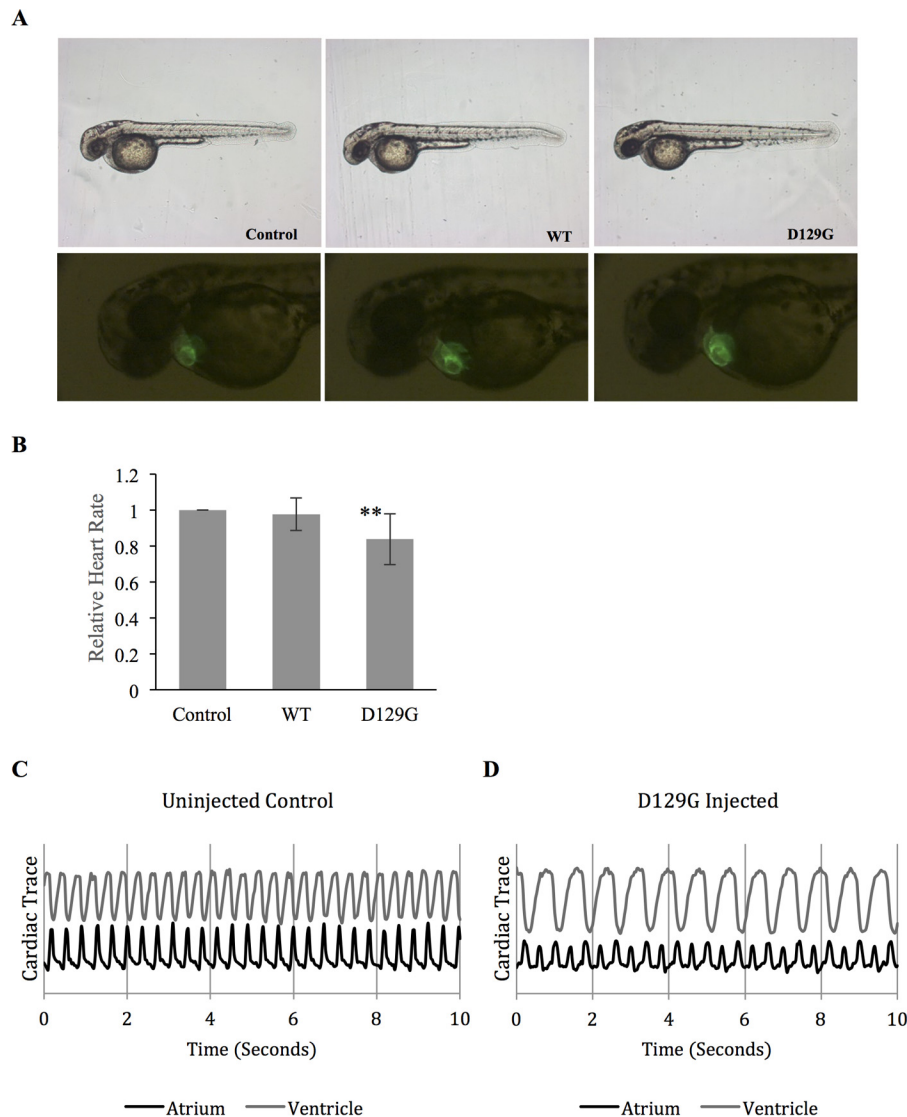 A
Control
WT
D129G
B
Relative Heart Rate
1.2
1
0.8
0.6
0.4
0.2
0
**
Control WT D129G
C
Uninjected Control
Cardiac Trace
0 2 4 6 8 10
Time (Seconds)
Atrium Ventricle
D
D129G Injected
Cardiac Trace
0 2 4 6 8 10
Time (Seconds)
Atrium Ventricle